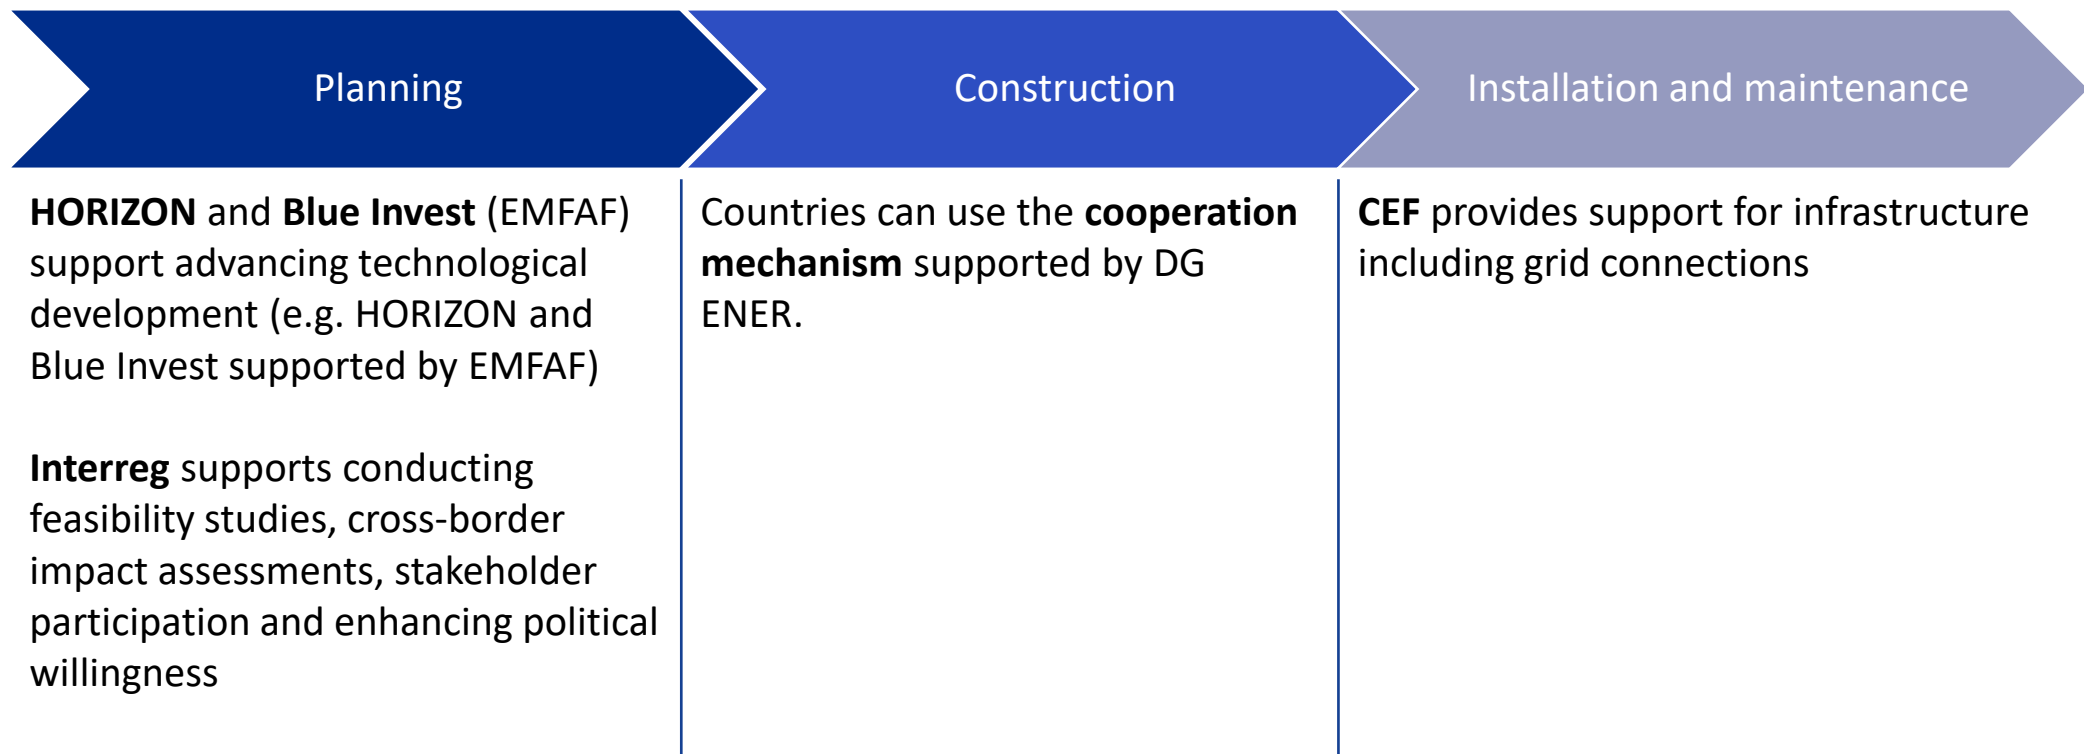 Planning
Construction
Installation and maintenance
HORIZON and Blue Invest (EMFAF)
support advancing technological
development (e.g. HORIZON and
Blue Invest supported by EMFAF)
Interreg supports conducting
feasibility studies, cross-border
impact assessments, stakeholder
participation and enhancing political
willingness
Countries can use the cooperation
mechanism supported by DG
ENER.
CEF provides support for infrastructure
including grid connections